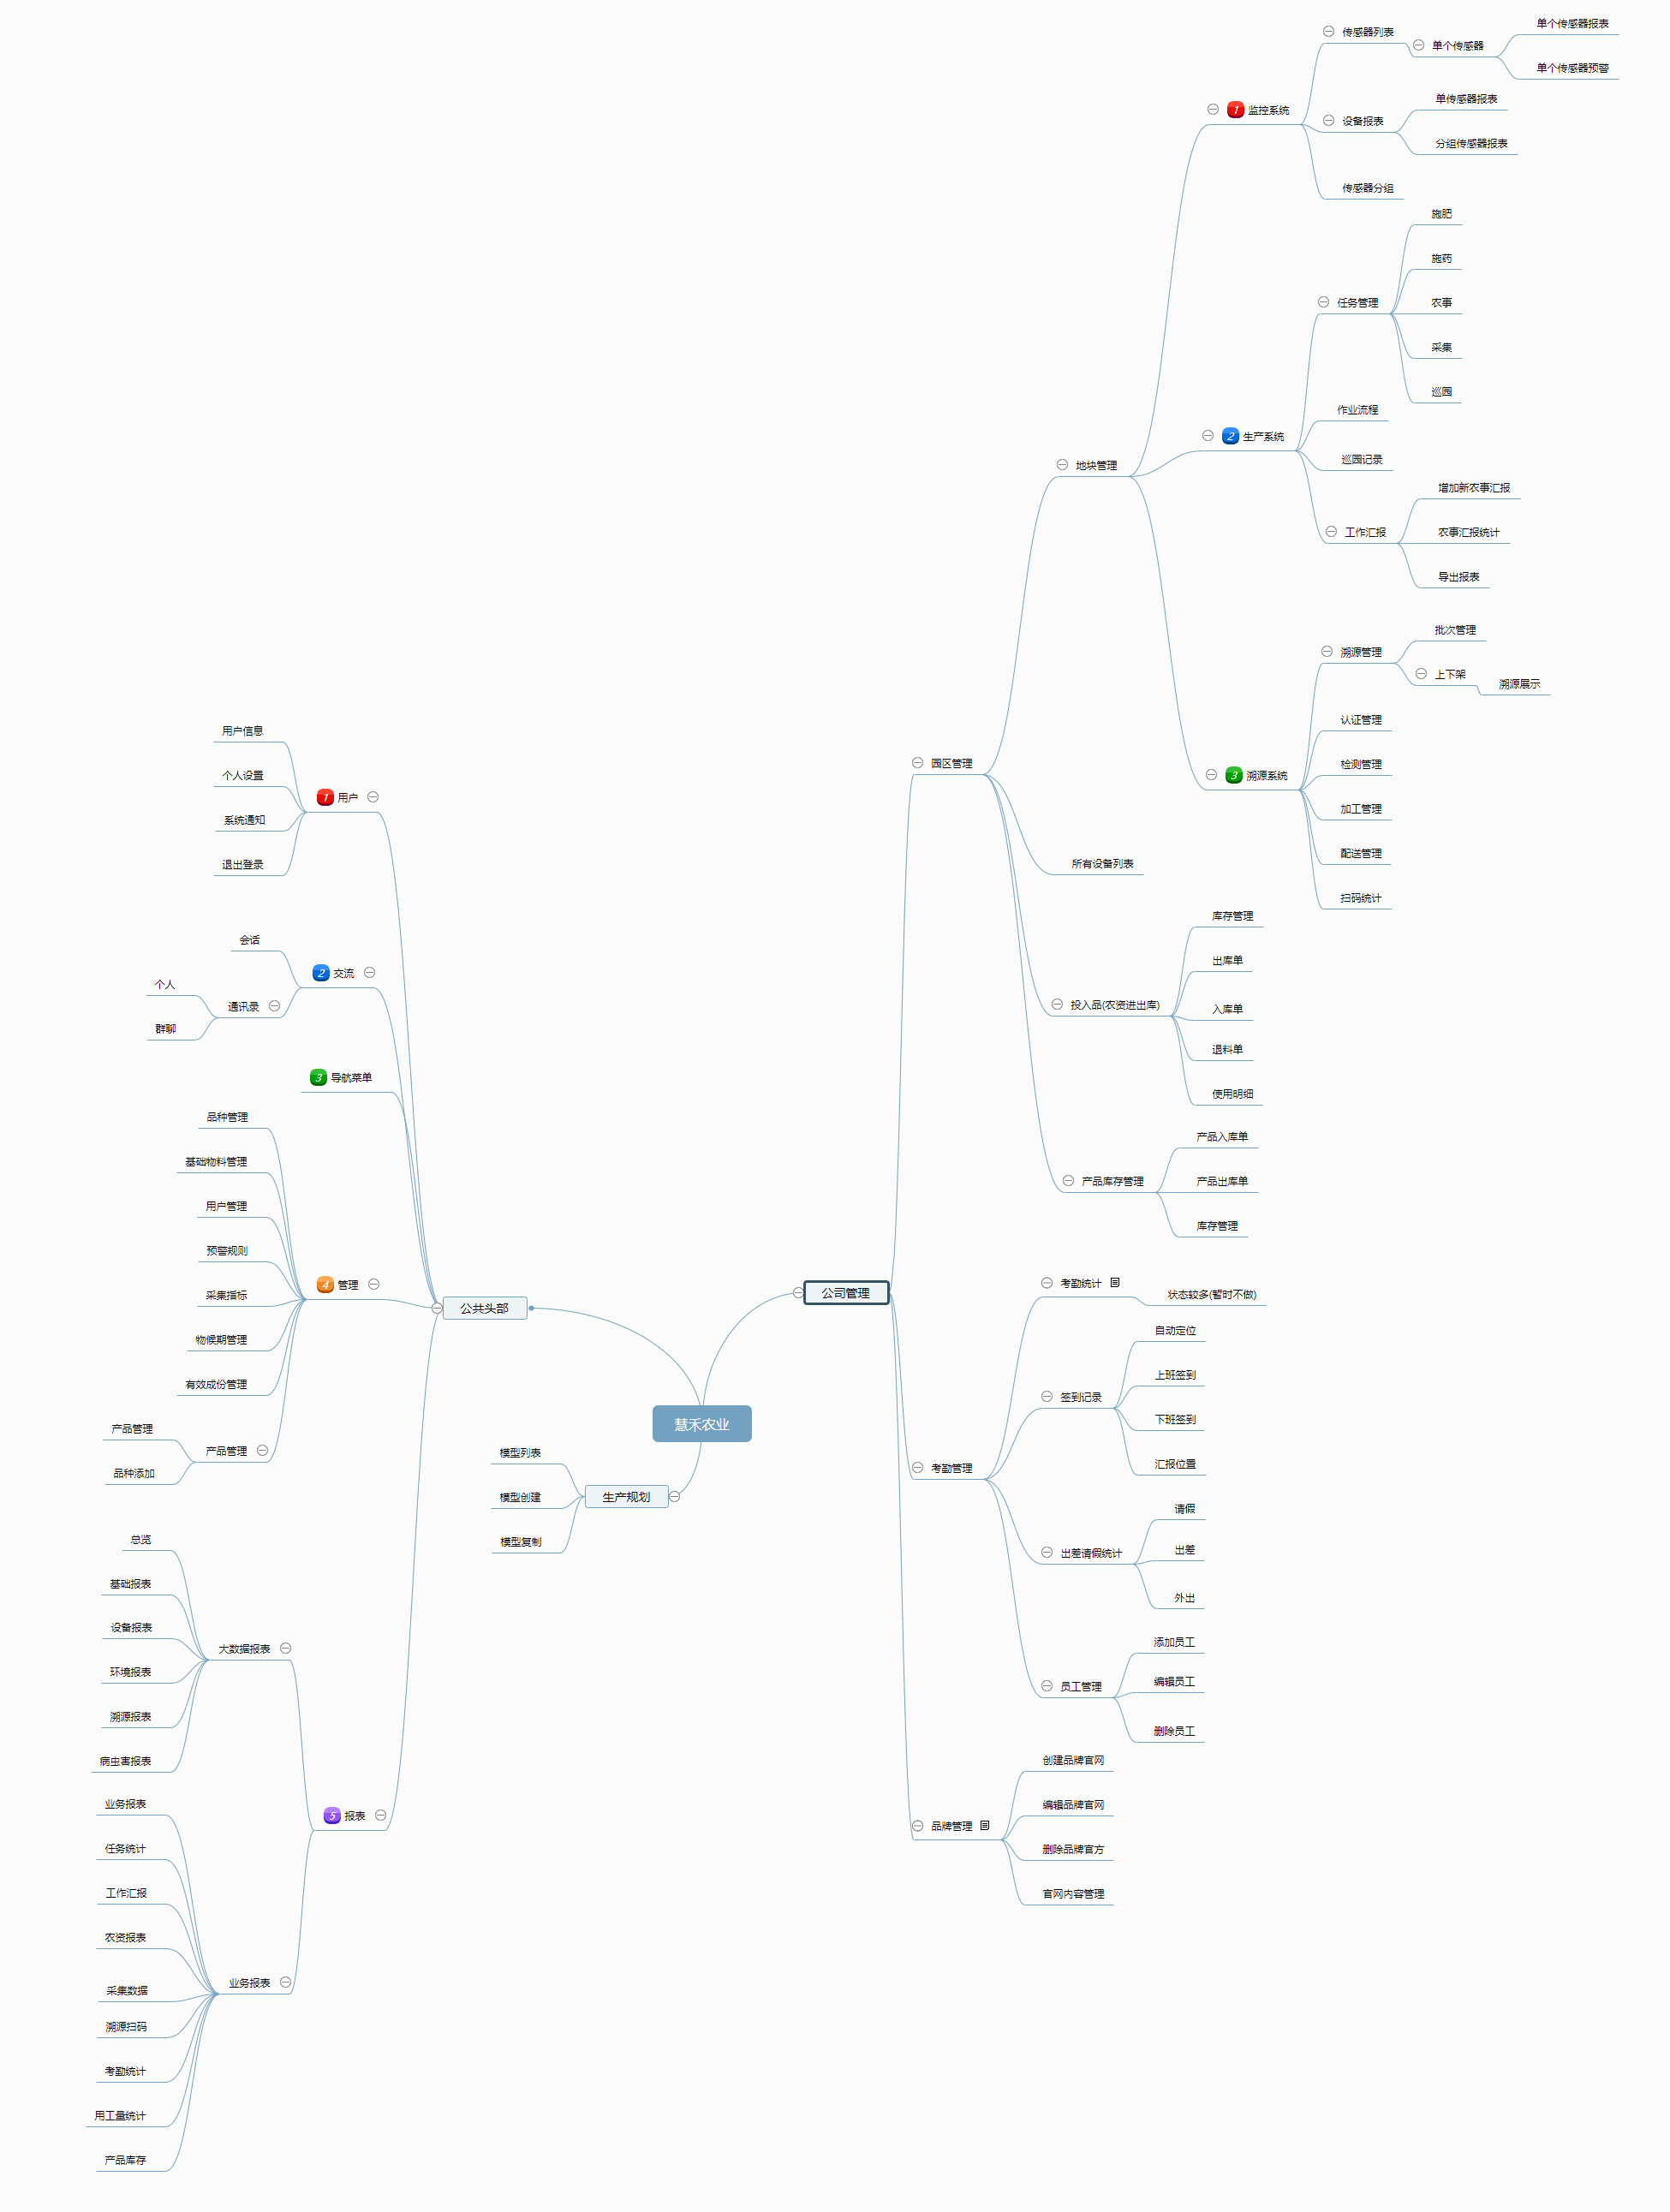 慧禾农业
公司管理
园区管理
地块管理
1 监控系统
传感器列表
单个传感器
单个传感器报表
单个传感器预警
设备报表
单传感器报表
分组传感器报表
传感器分组
2 生产系统
任务管理
施肥
施药
农事
采集
巡园
作业流程
巡园记录
工作汇报
增加新农事汇报
农事汇报统计
导出报表
3 溯源系统
溯源管理
批次管理
上下架
溯源展示
认证管理
检测管理
加工管理
配送管理
扫码统计
所有设备列表
投入品(农资进出库)
库存管理
出库单
入库单
退料单
使用明细
产品库存管理
产品入库单
产品出库单
库存管理
考勤管理
考勤统计
状态较多(暂时不做)
签到记录
自动定位
上班签到
下班签到
汇报位置
出差请假统计
请假
出差
外出
员工管理
添加员工
编辑员工
删除员工
品牌管理
创建品牌官网
编辑品牌官网
删除品牌官方
官网内容管理
公共头部
1 用户
用户信息
个人设置
系统通知
退出登录
2 交流
会话
通讯录
个人
群聊
3 导航菜单
4 管理
品种管理
基础物料管理
用户管理
预警规则
采集指标
物候期管理
有效成份管理
产品管理
产品管理
品种添加
5 报表
大数据报表
总览
基础报表
设备报表
环境报表
溯源报表
病虫害报表
业务报表
业务报表
任务统计
工作汇报
农资报表
采集数据
溯源扫码
考勤统计
用工量统计
产品库存
生产规划
模型列表
模型创建
模型复制